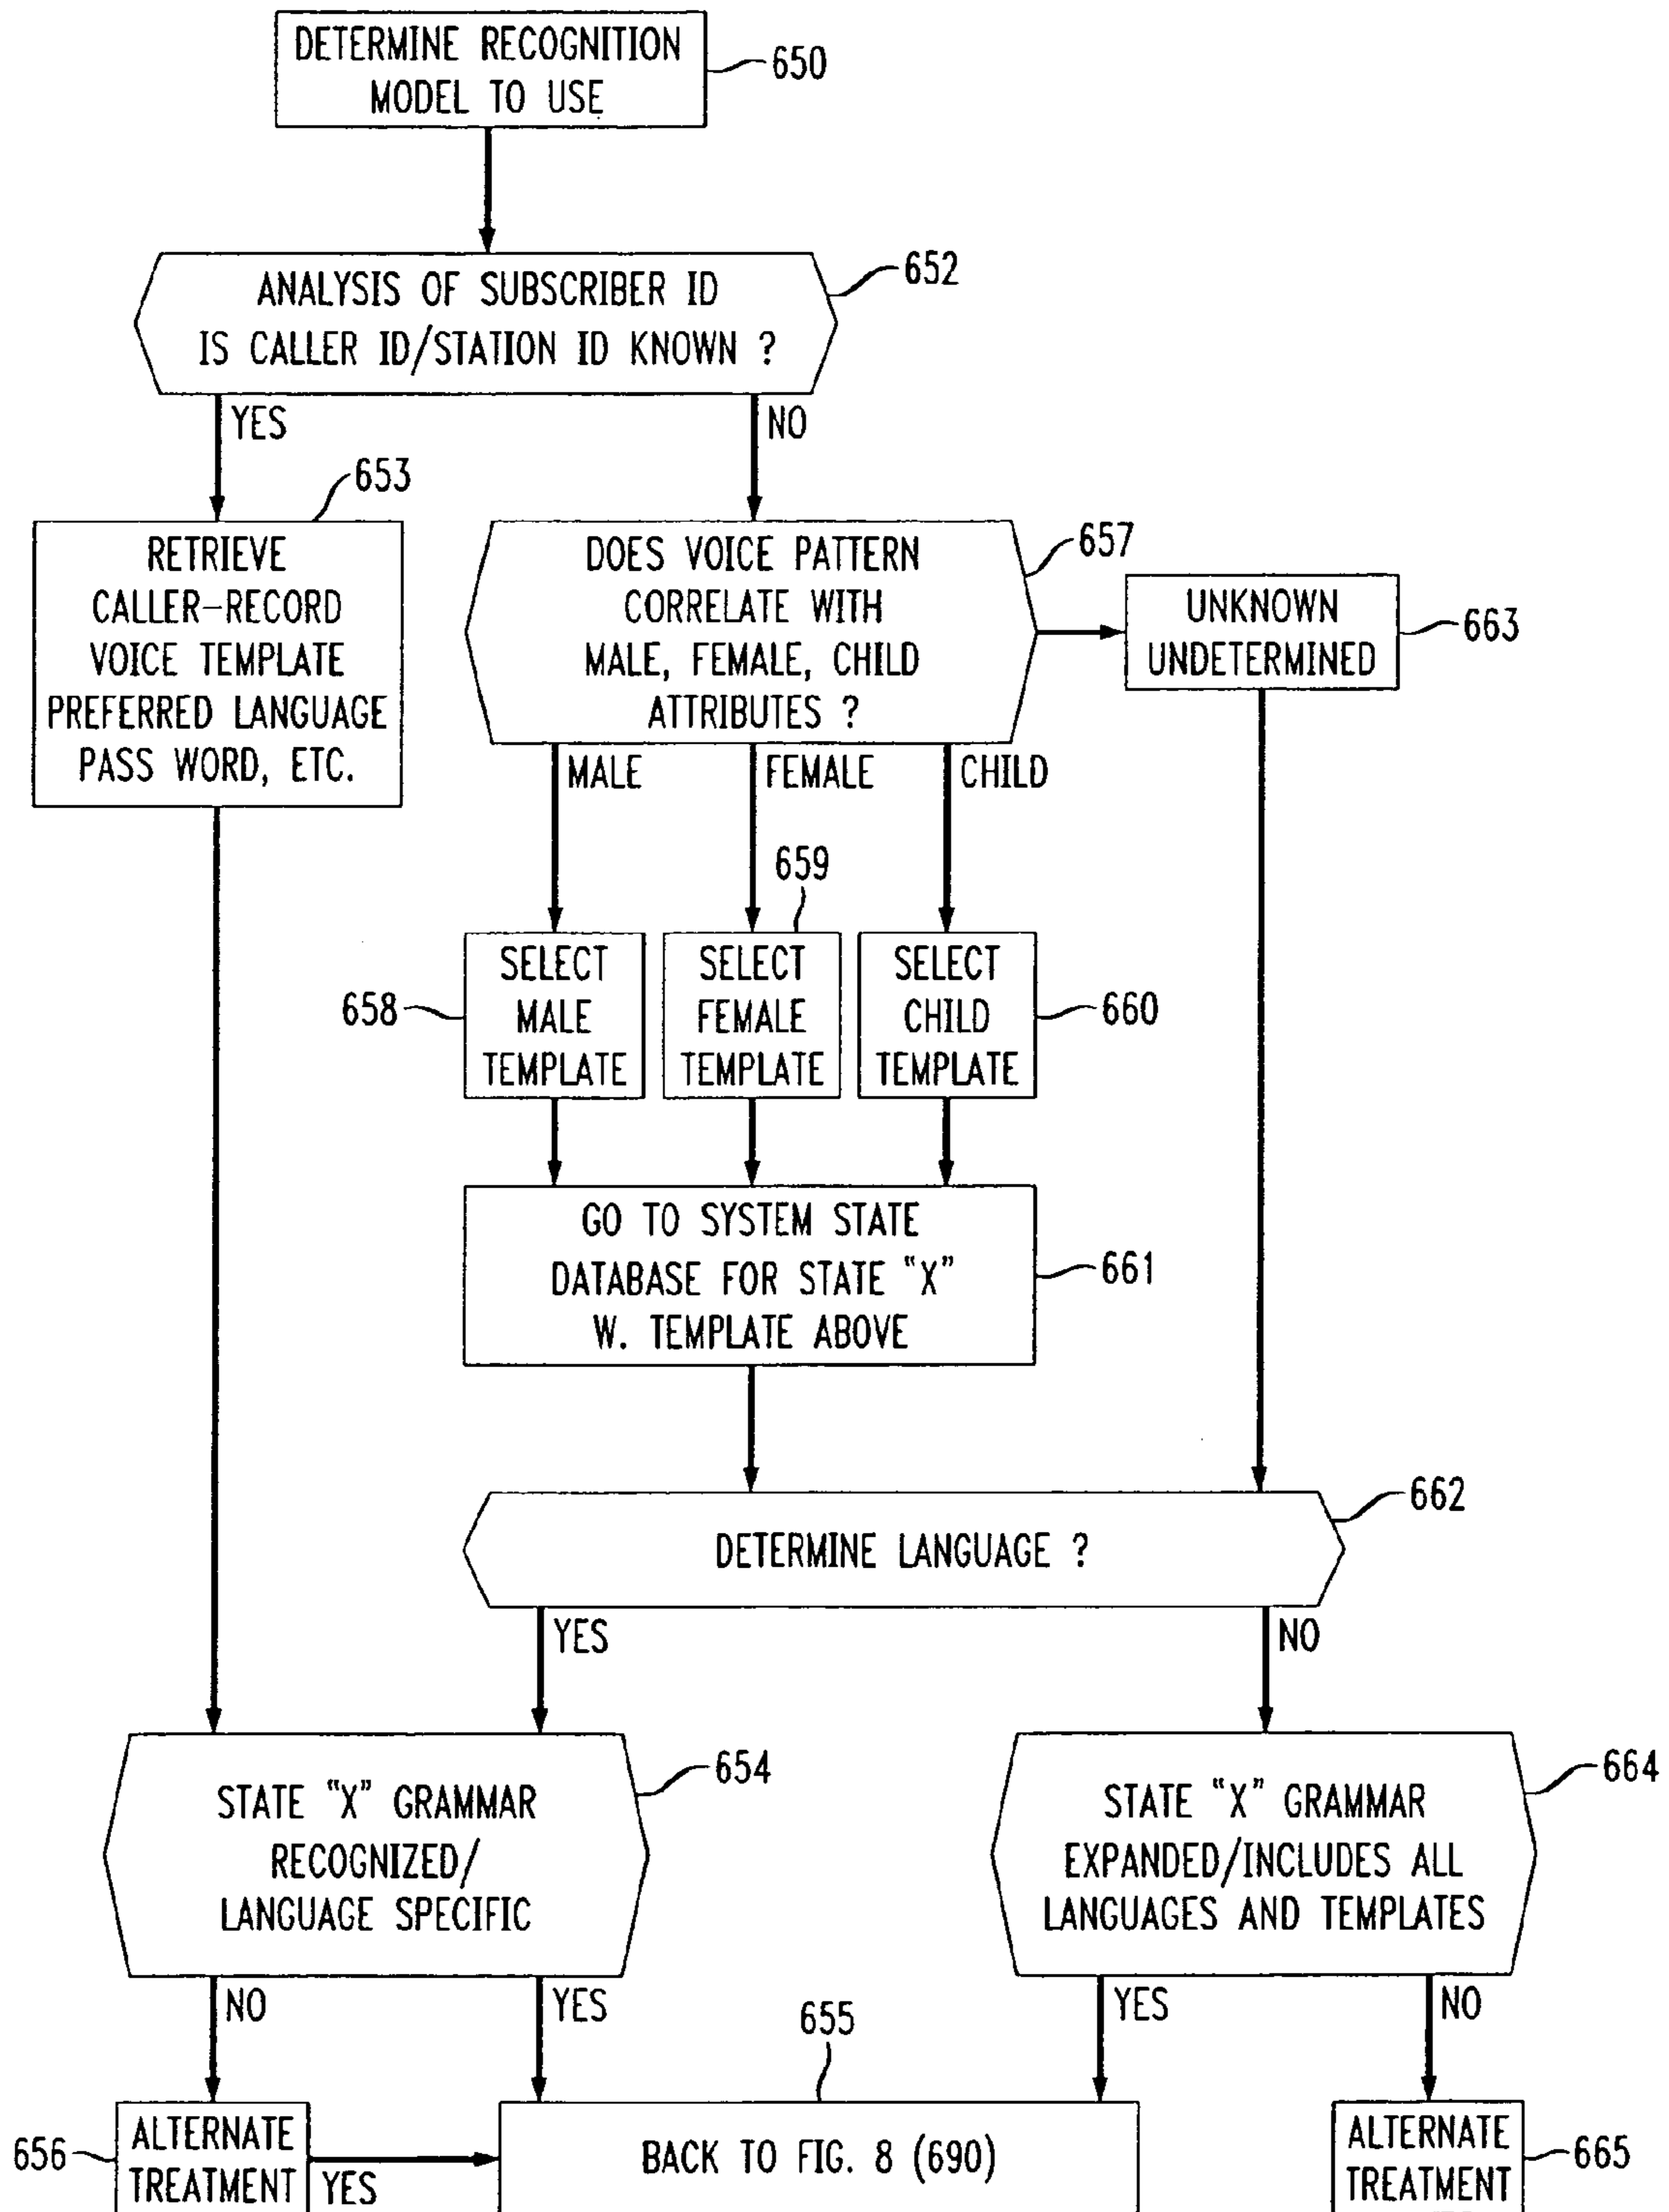 DETERMINE RECOGNITION
MODEL TO USE
650
ANALYSIS OF SUBSCRIBER ID
IS CALLER ID/STATION ID KNOWN ?
652
YES
NO
653
RETRIEVE
CALLER-RECORD
VOICE TEMPLATE
PREFERRED LANGUAGE
PASS WORD, ETC.
DOES VOICE PATTERN
CORRELATE WITH
MALE, FEMALE, CHILD
ATTRIBUTES ?
657
UNKNOWN
UNDETERMINED
663
MALE
FEMALE
CHILD
659
658
SELECT
MALE
TEMPLATE
SELECT
FEMALE
TEMPLATE
SELECT
CHILD
TEMPLATE
660
GO TO SYSTEM STATE
DATABASE FOR STATE "X"
W. TEMPLATE ABOVE
661
DETERMINE LANGUAGE ?
662
YES
NO
STATE "X" GRAMMAR
RECOGNIZED/
LANGUAGE SPECIFIC
654
STATE "X" GRAMMAR
EXPANDED/INCLUDES ALL
LANGUAGES AND TEMPLATES
664
NO
YES
655
YES
NO
656
ALTERNATE
TREATMENT
YES
BACK TO FIG. 8 (690)
ALTERNATE
TREATMENT
665